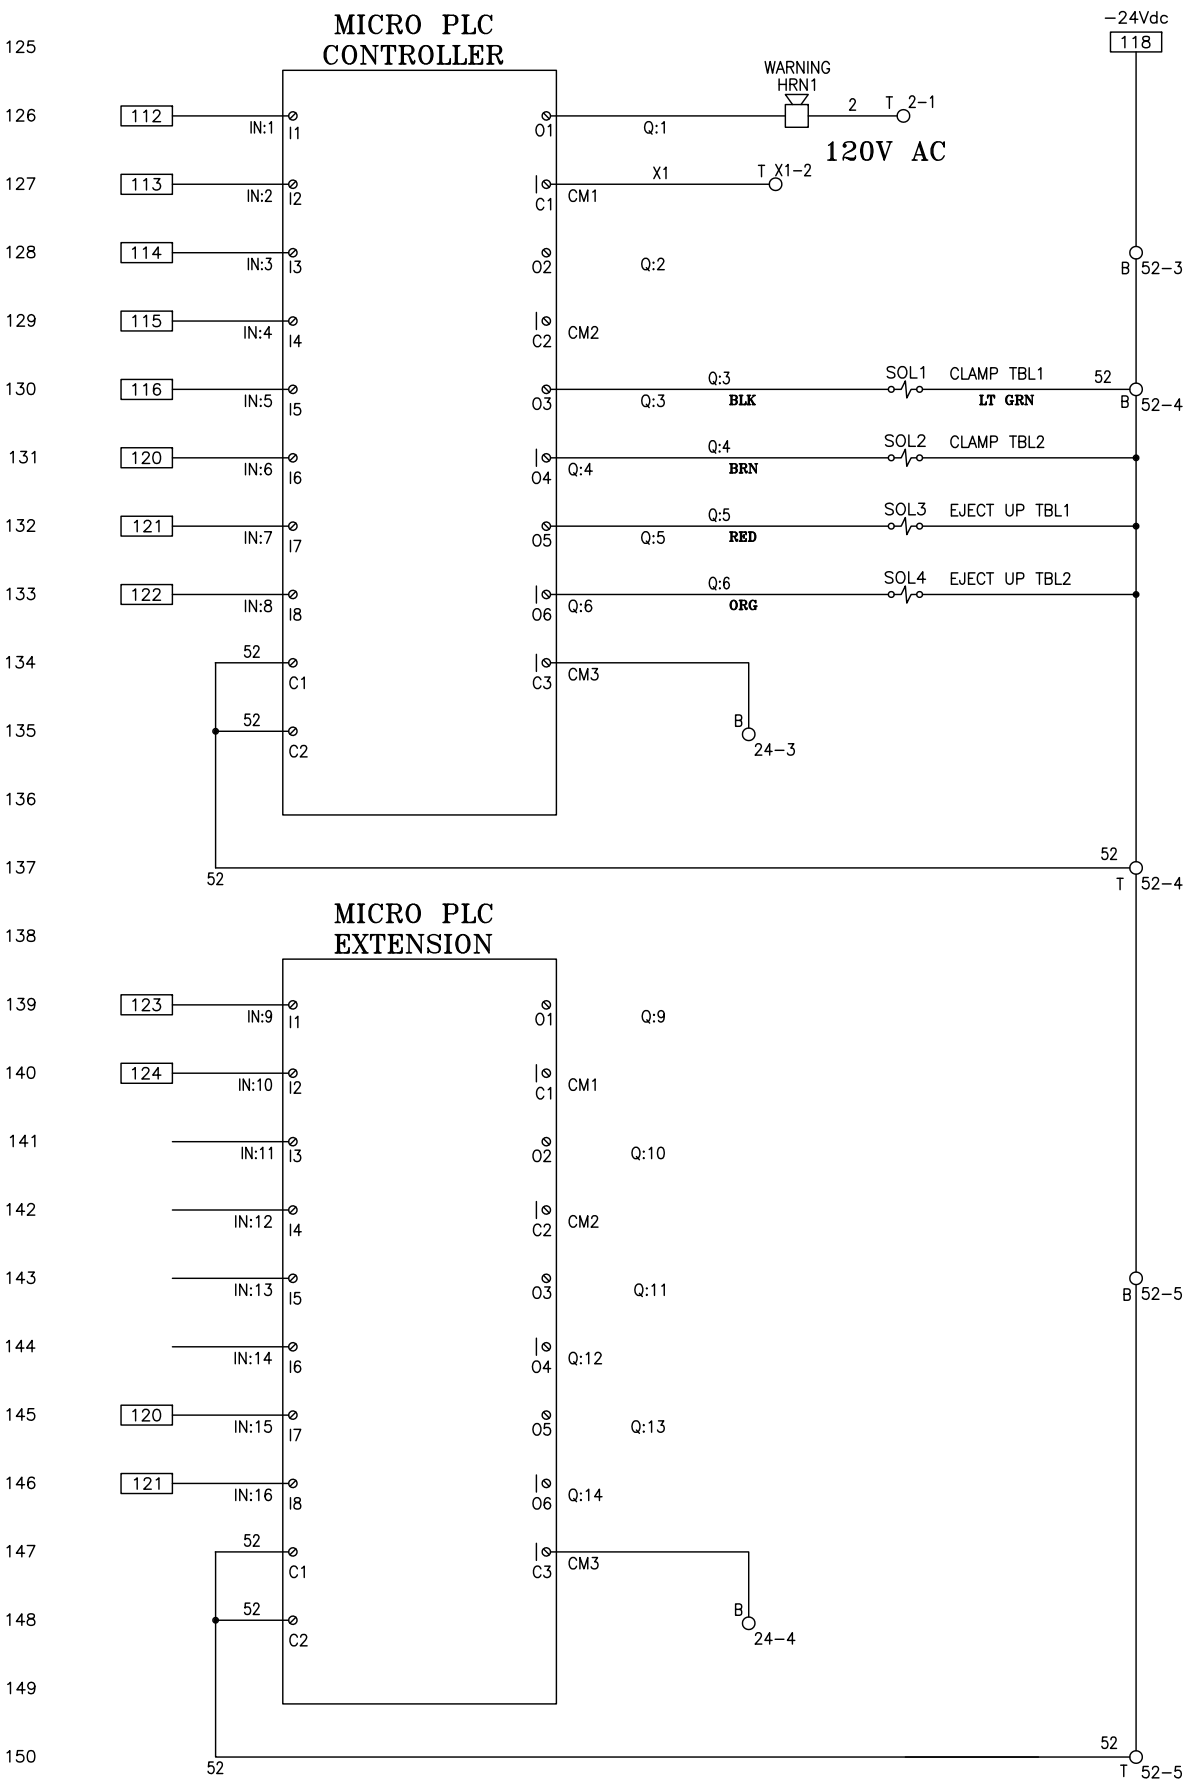 MICRO PLC
CONTROLLER
-24Vdc
118
125
WARNING
HRN1
126 112 IN:1 I1 O1 Q:1 2 T 2-1
120V AC
127 113 IN:2 I2 C1 CM1 X1 T X1-2
128 114 IN:3 I3 O2 Q:2 B 52-3
129 115 IN:4 I4 C2 CM2
130 116 IN:5 I5 O3 Q:3 Q:3 BLK SOL1 CLAMP TBL1 LT GRN 52 B 52-4
131 120 IN:6 I6 O4 Q:4 Q:4 BRN SOL2 CLAMP TBL2
132 121 IN:7 I7 O5 Q:5 Q:5 RED SOL3 EJECT UP TBL1
133 122 IN:8 I8 O6 Q:6 Q:6 ORG SOL4 EJECT UP TBL2
134 52 C1 C3 CM3
135 52 C2 B 24-3
136
137 52 52 T 52-4
MICRO PLC
138
EXTENSION
139 123 IN:9 I1 O1 Q:9
140 124 IN:10 I2 C1 CM1
141 IN:11 I3 O2 Q:10
142 IN:12 I4 C2 CM2
143 IN:13 I5 O3 Q:11 B 52-5
144 IN:14 I6 O4 Q:12
145 120 IN:15 I7 O5 Q:13
146 121 IN:16 I8 O6 Q:14
147 52 C1 C3 CM3
148 52 C2 B 24-4
149
150 52 52 T 52-5